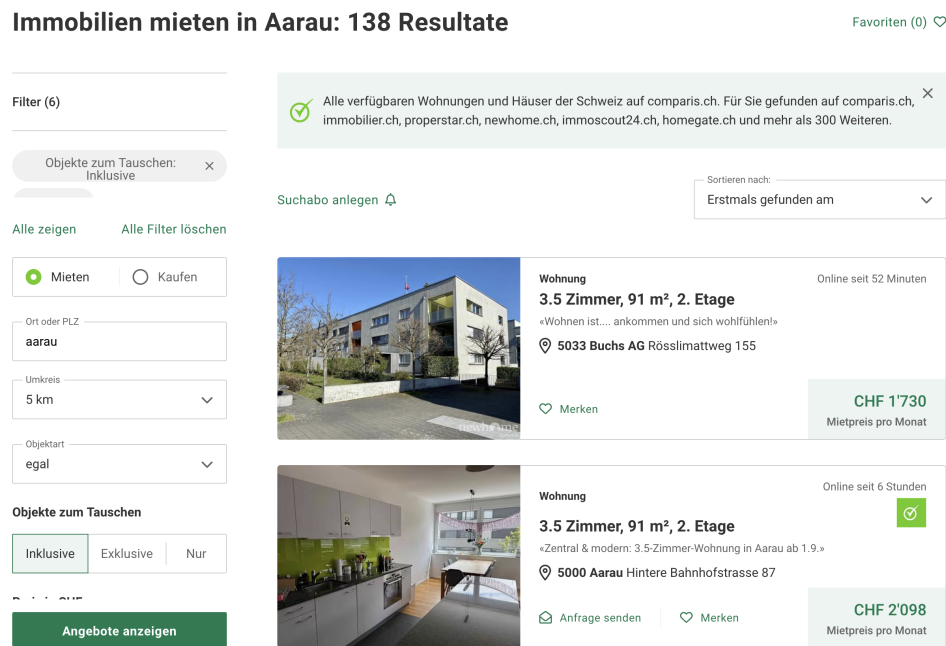 Immobilien mieten in Aarau: 138 Resultate
Favoriten (0)
Filter (6)
Objekte zum Tauschen:
Inklusive
Alle zeigen
Alle Filter löschen
Mieten
Kaufen
Ort oder PLZ
aarau
Umkreis
5 km
Objektart
egal
Objekte zum Tauschen
Inklusive
Exklusive
Nur
Angebote anzeigen
Alle verfügbaren Wohnungen und Häuser der Schweiz auf comparis.ch. Für Sie gefunden auf comparis.ch,
immobilier.ch, properstar.ch, newhome.ch, immoscout24.ch, homegate.ch und mehr als 300 Weiteren.
Suchabo anlegen
Sortieren nach:
Erstmals gefunden am
Wohnung
Online seit 52 Minuten
3.5 Zimmer, 91 m², 2. Etage
«Wohnen ist.... ankommen und sich wohlfühlen!»
5033 Buchs AG Rösslimattweg 155
Merken
CHF 1'730
Mietpreis pro Monat
newhome
Online seit 6 Stunden
Wohnung
3.5 Zimmer, 91 m², 2. Etage
«Zentral & modern: 3.5-Zimmer-Wohnung in Aarau ab 1.9.»
5000 Aarau Hintere Bahnhofstrasse 87
Anfrage senden
Merken
CHF 2'098
Mietpreis pro Monat